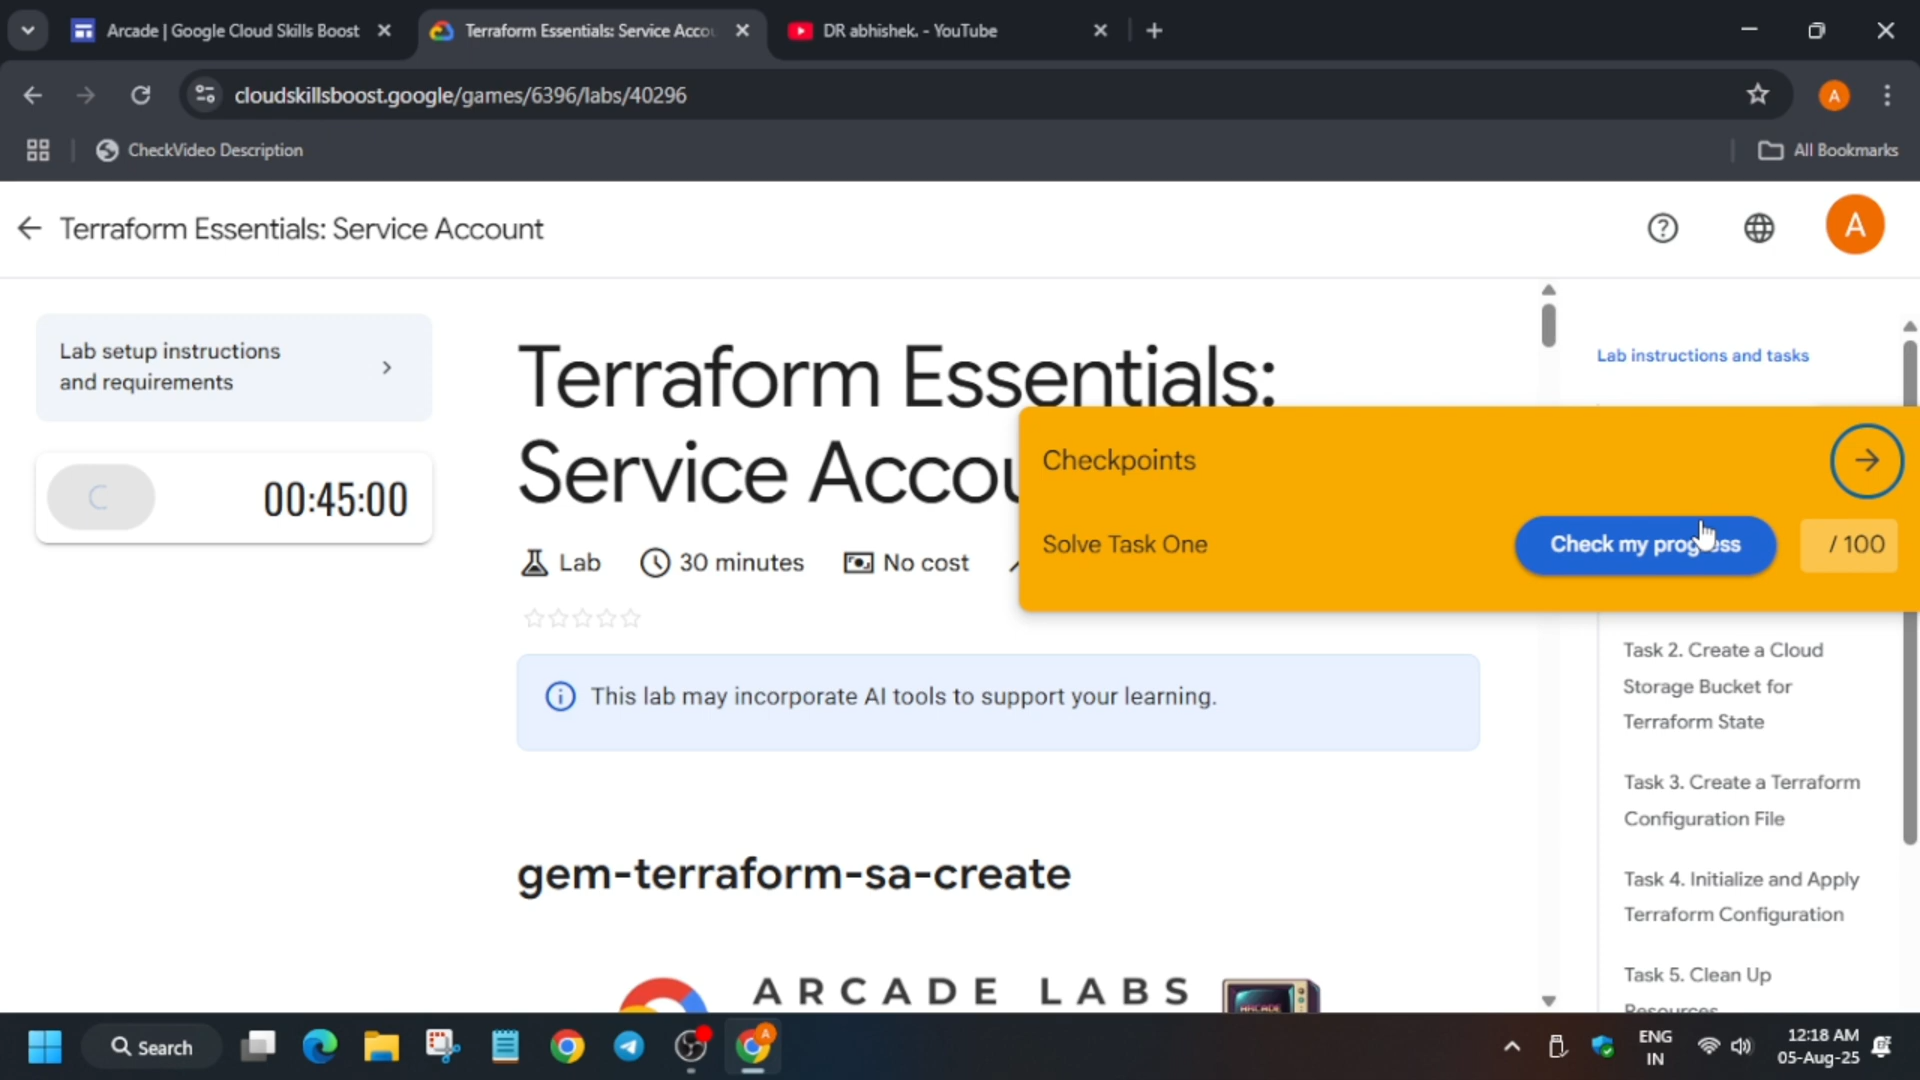 Arcade | Google Cloud Skills Boost
Terraform Essentials: Service Acco
DR abhishek. - YouTube
cloudskillsboost.google/games/6396/labs/40296
A
CheckVideo Description
All Bookmarks
Terraform Essentials: Service Account
A
Lab setup instructions
and requirements
00:45:00
Terraform Essentials:
Service Accou
Lab
30 minutes
No cost
This lab may incorporate AI tools to support your learning.
gem-terraform-sa-create
ARCADE LABS
ARCADE
Lab instructions and tasks
Checkpoints
Solve Task One
Check my progress
/ 100
Task 2. Create a Cloud
Storage Bucket for
Terraform State
Task 3. Create a Terraform
Configuration File
Task 4. Initialize and Apply
Terraform Configuration
Task 5. Clean Up
Resources
Search
A
ENG
IN
12:18 AM
05-Aug-25